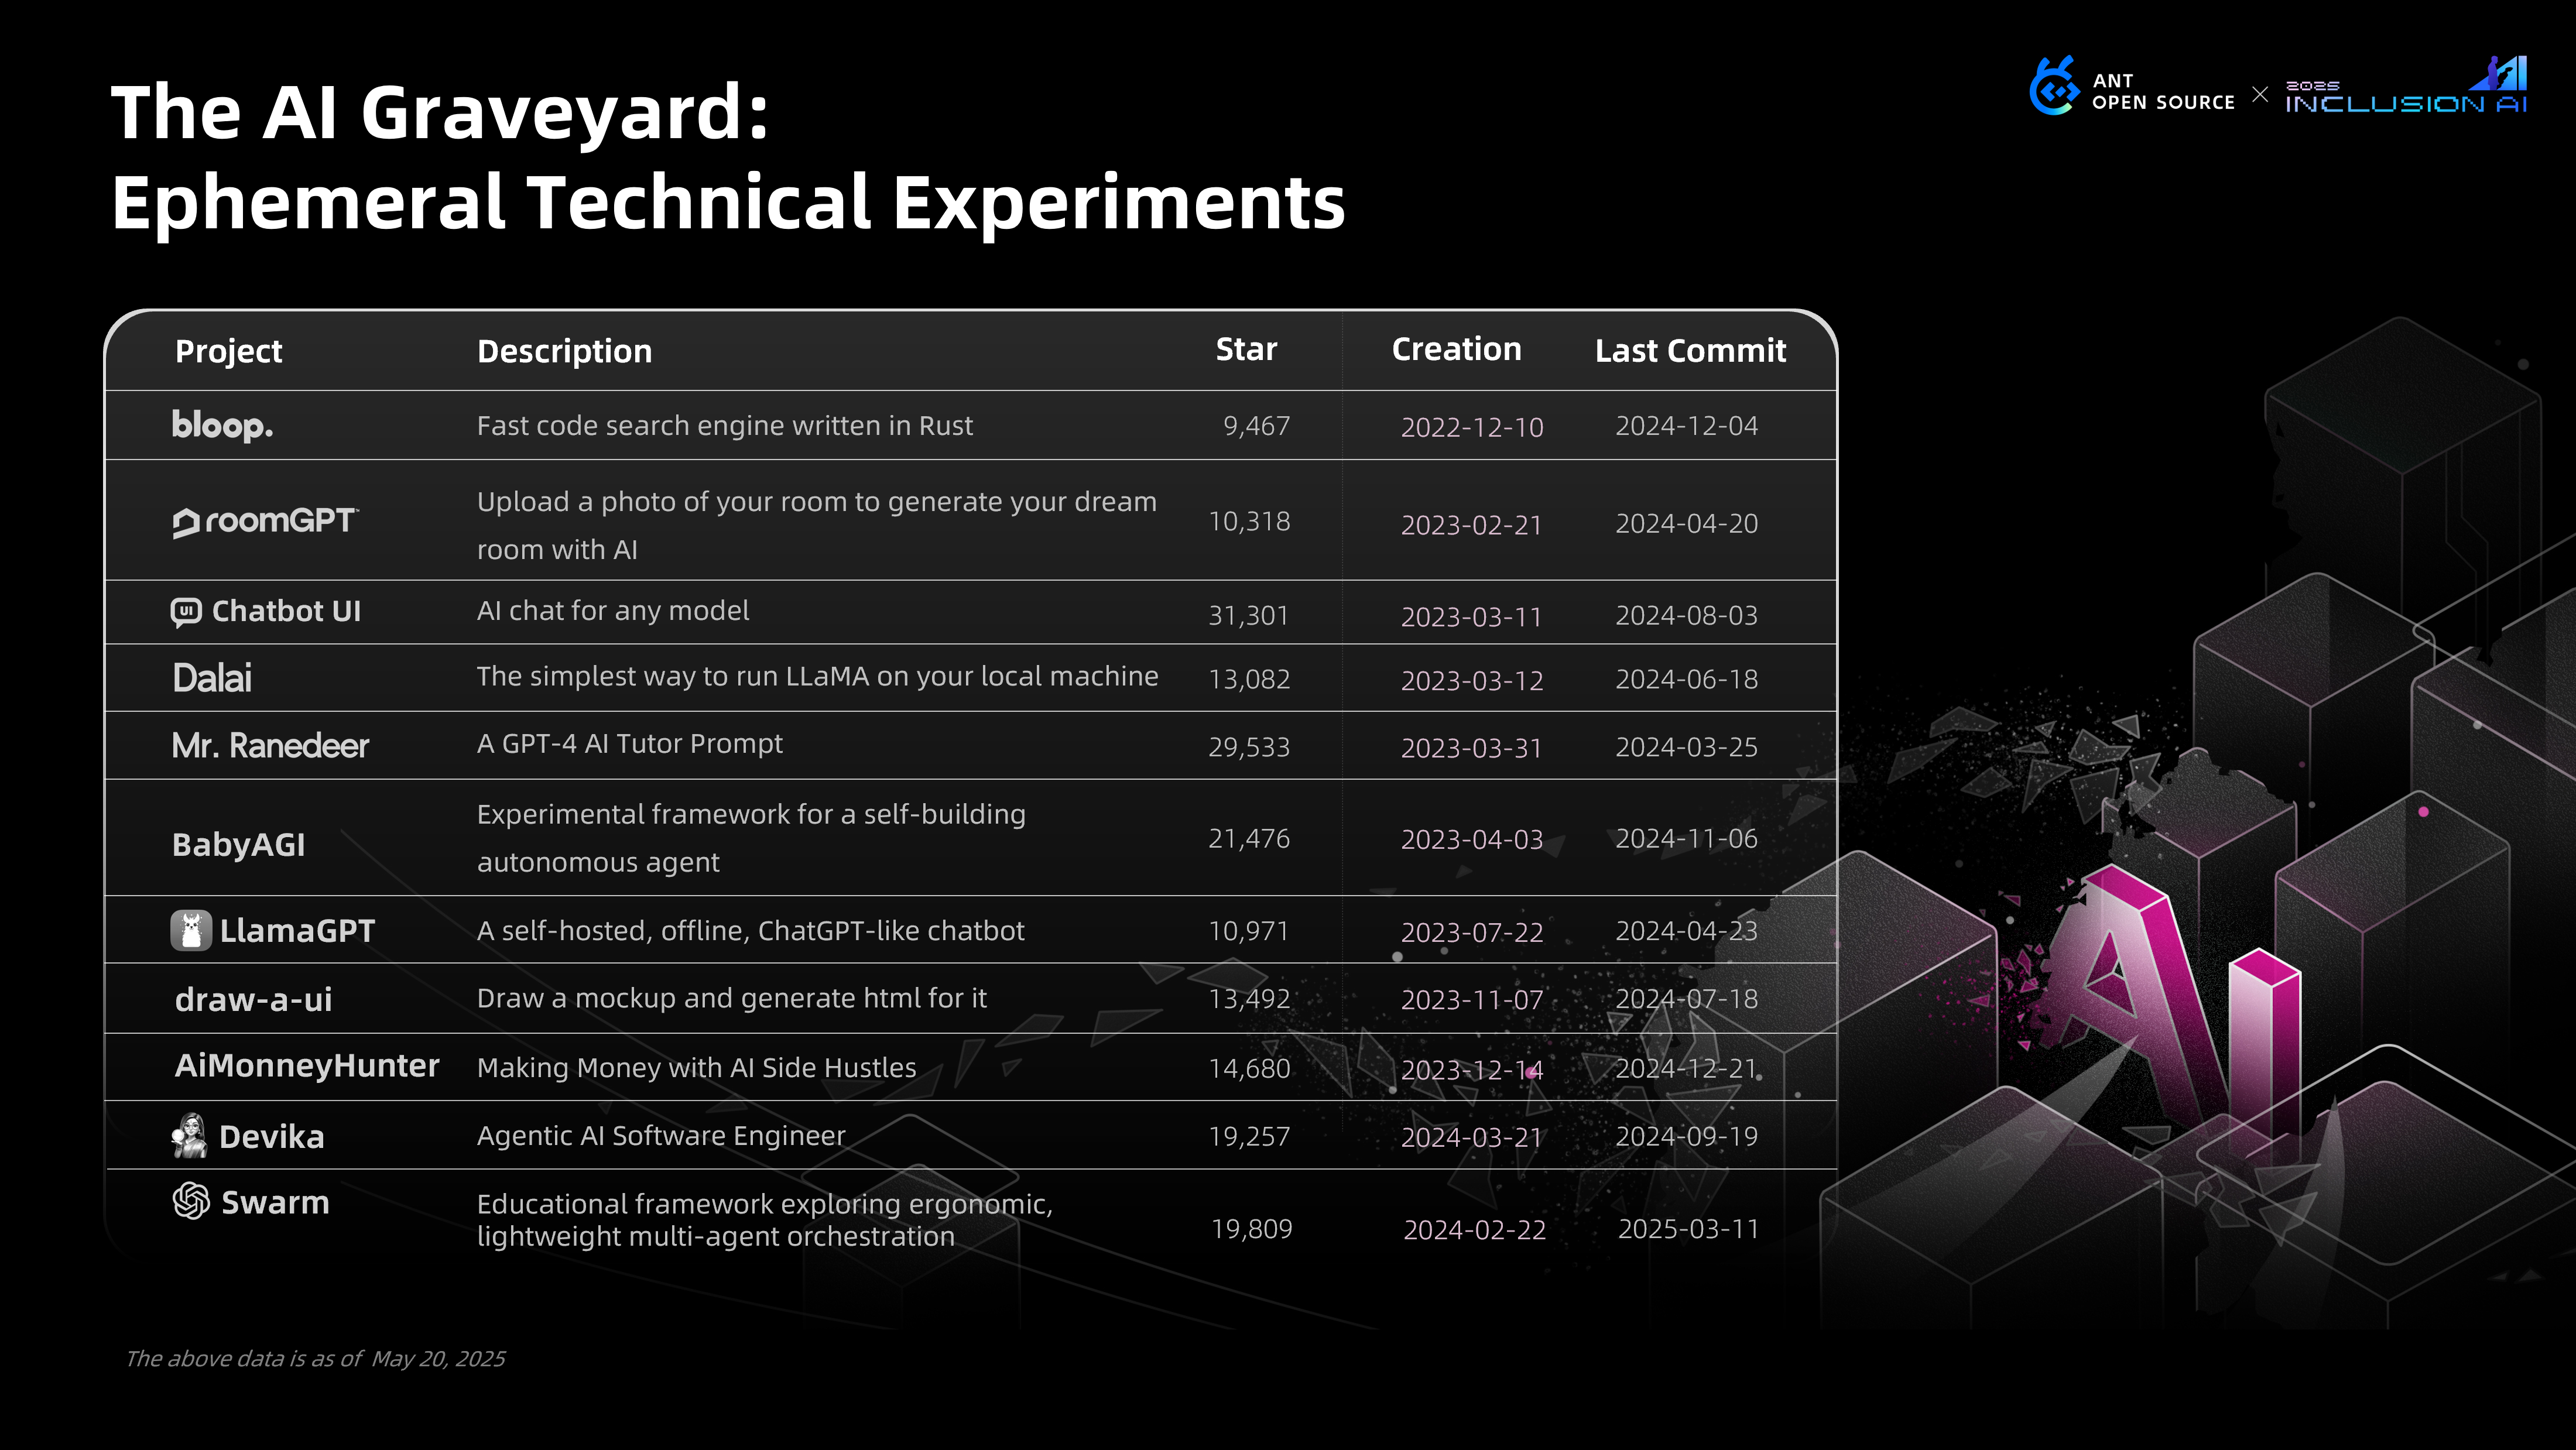 The AI Graveyard:
Ephemeral Technical Experiments
ANT
OPEN SOURCE
2025
INCLUSION AI
Project Description Star Creation Last Commit
bloop. Fast code search engine written in Rust 9,467 2022-12-10 2024-12-04
roomGPT™ Upload a photo of your room to generate your dream
room with AI 10,318 2023-02-21 2024-04-20
UI Chatbot UI AI chat for any model 31,301 2023-03-11 2024-08-03
Dalai The simplest way to run LLaMA on your local machine 13,082 2023-03-12 2024-06-18
Mr. Ranedeer A GPT-4 AI Tutor Prompt 29,533 2023-03-31 2024-03-25
BabyAGI Experimental framework for a self-building
autonomous agent 21,476 2023-04-03 2024-11-06
LlamaGPT A self-hosted, offline, ChatGPT-like chatbot 10,971 2023-07-22 2024-04-23
draw-a-ui Draw a mockup and generate html for it 13,492 2023-11-07 2024-07-18
AiMonneyHunter Making Money with AI Side Hustles 14,680 2023-12-14 2024-12-21
Devika Agentic AI Software Engineer 19,257 2024-03-21 2024-09-19
Swarm Educational framework exploring ergonomic,
lightweight multi-agent orchestration 19,809 2024-02-22 2025-03-11
AI
The above data is as of May 20, 2025